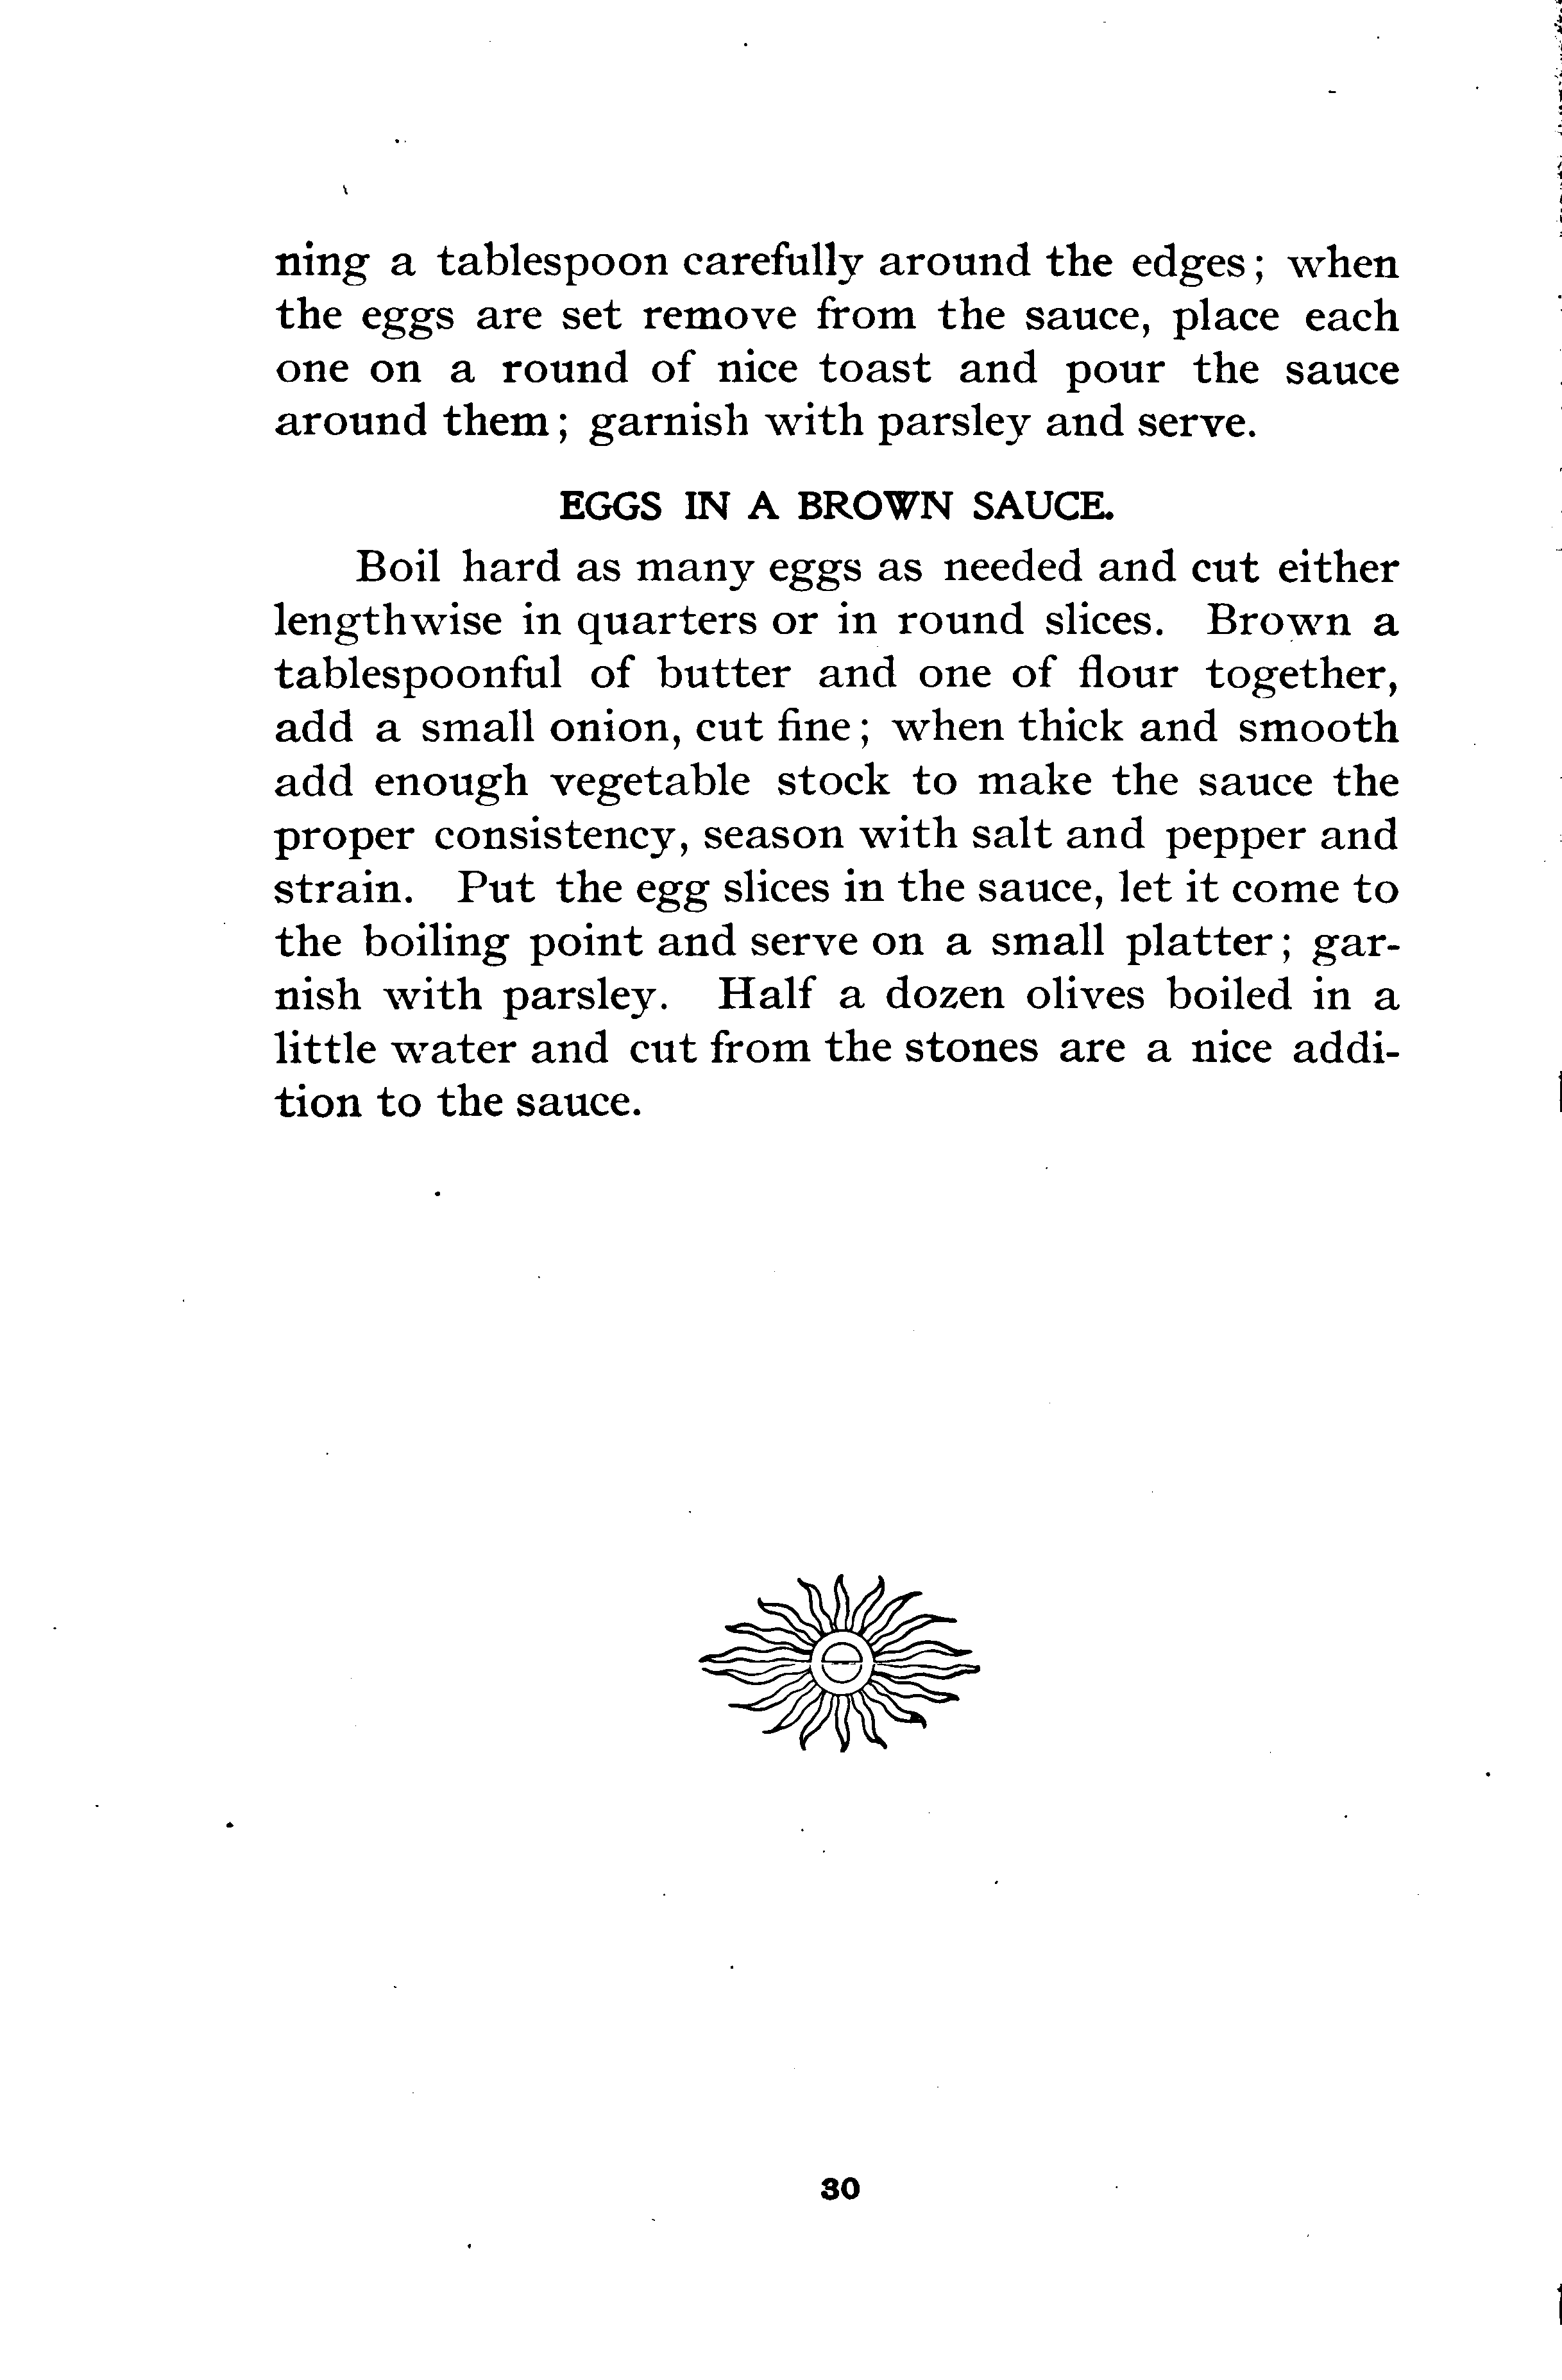 ning a tablespoon carefully around the edges; when
the eggs are set remove from the sauce, place each
one on a round of nice toast and pour the sauce
around them; garnish with parsley and serve.
EGGS IN A BROWN SAUCE.
Boil hard as many eggs as needed and cut either
lengthwise in quarters or in round slices. Brown a
tablespoonful of butter and one of flour together,
add a small onion, cut fine; when thick and smooth
add enough vegetable stock to make the sauce the
proper consistency, season with salt and pepper and
strain. Put the egg slices in the sauce, let it come to
the boiling point and serve on a small platter; gar-
nish with parsley. Half a dozen olives boiled in a
little water and cut from the stones are a nice addi-
tion to the sauce.
30